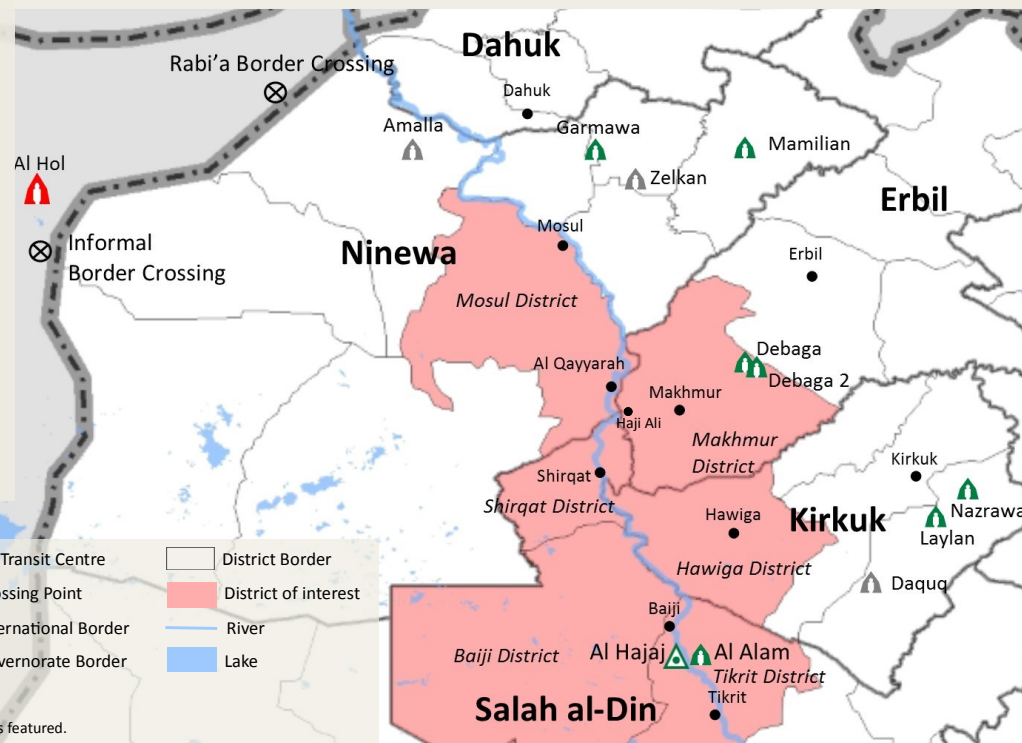 Dahuk
Rabi'a Border Crossing
Dahuk
Amalla
Garmawa
Mamilian
Al Hol
Zelkan
Erbil
Mosul
Informal
Border Crossing
Ninewa
Erbil
Mosul District
Debaga
Al Qayyarah
Debaga 2
Makhmur
Haji Ali
Makhmur
District
Kirkuk
Shirqat
Shirqat District
Nazrawa
Hawiga
Kirkuk
Laylan
Hawiga District
Daquq
Transit Centre
District Border
ssing Point
District of interest
ernational Border
River
vernorate Border
Lake
s featured.
Baiji
Baiji District
Al Hajaj
Al Alam
Tikrit District
Tikrit
Salah al-Din